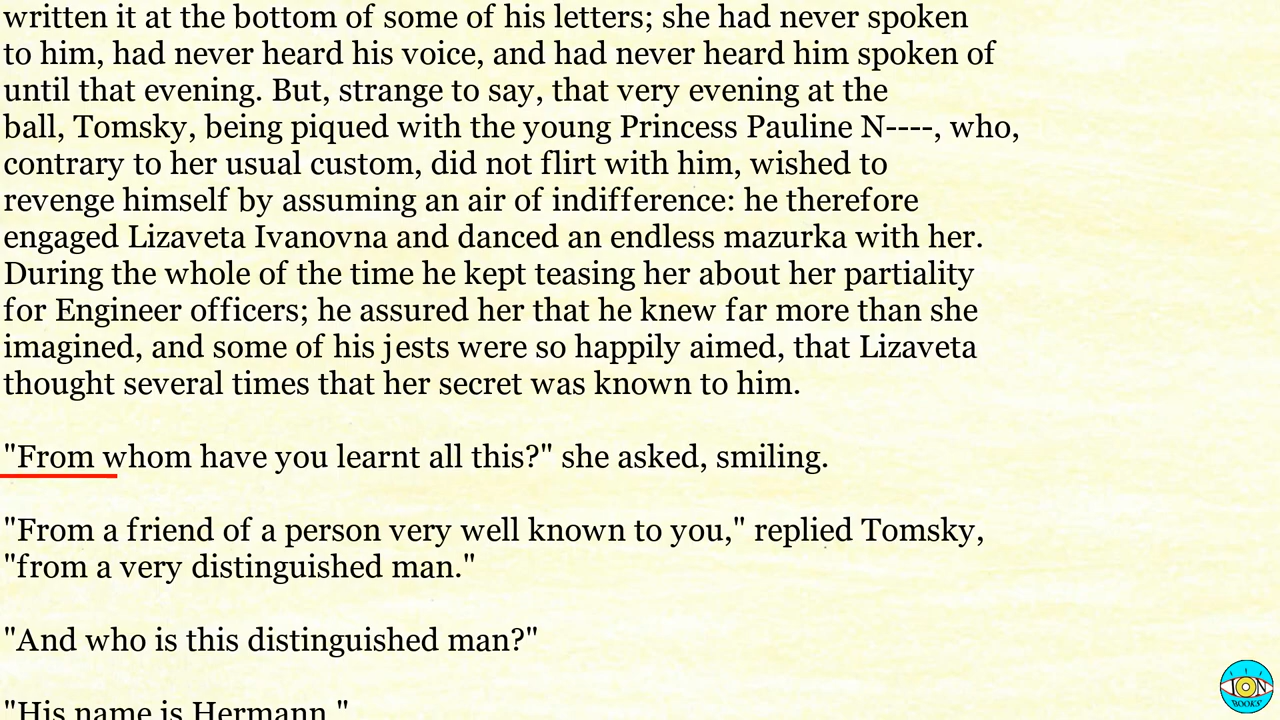 written it at the bottom of some of his letters; she had never spoken
to him, had never heard his voice, and had never heard him spoken of
until that evening. But, strange to say, that very evening at the
ball, Tomsky, being piqued with the young Princess Pauline N----, who,
contrary to her usual custom, did not flirt with him, wished to
revenge himself by assuming an air of indifference: he therefore
engaged Lizaveta Ivanovna and danced an endless mazurka with her.
During the whole of the time he kept teasing her about her partiality
for Engineer officers; he assured her that he knew far more than she
imagined, and some of his jests were so happily aimed, that Lizaveta
thought several times that her secret was known to him.
"From whom have you learnt all this?" she asked, smiling.
"From a friend of a person very well known to you," replied Tomsky,
"from a very distinguished man."
"And who is this distinguished man?"
"His name is Hermann."
ION
BOOKS